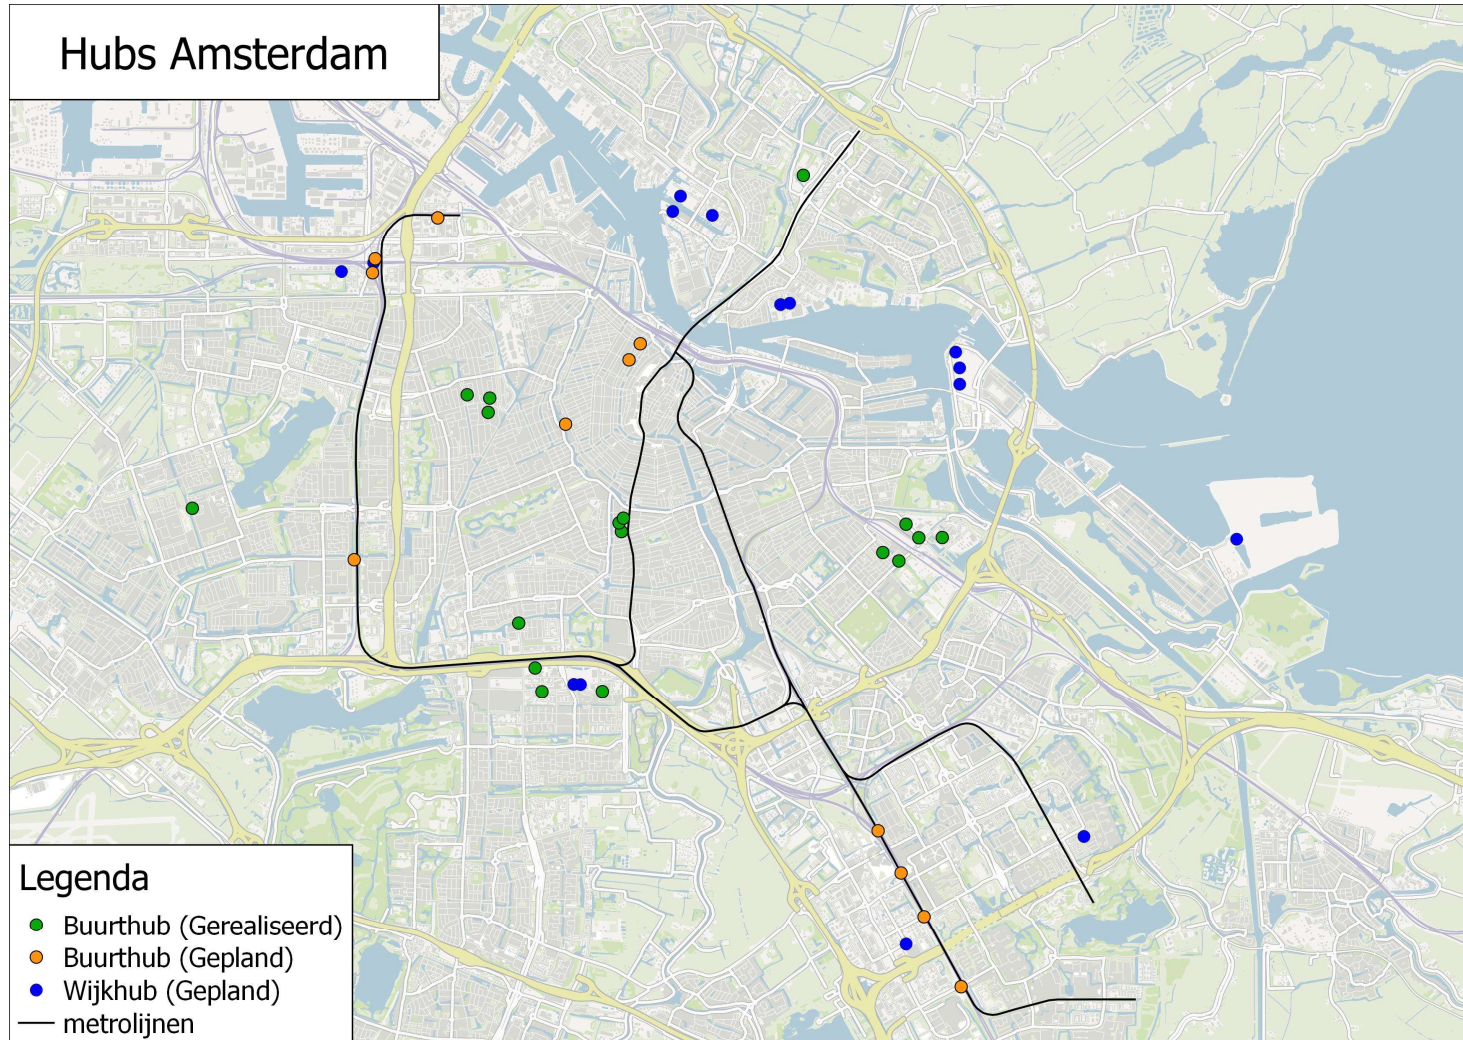 Hubs Amsterdam
Legenda
Buurthub (Gerealiseerd)
Buurthub (Gepland)
Wijkhub (Gepland)
metrolijnen